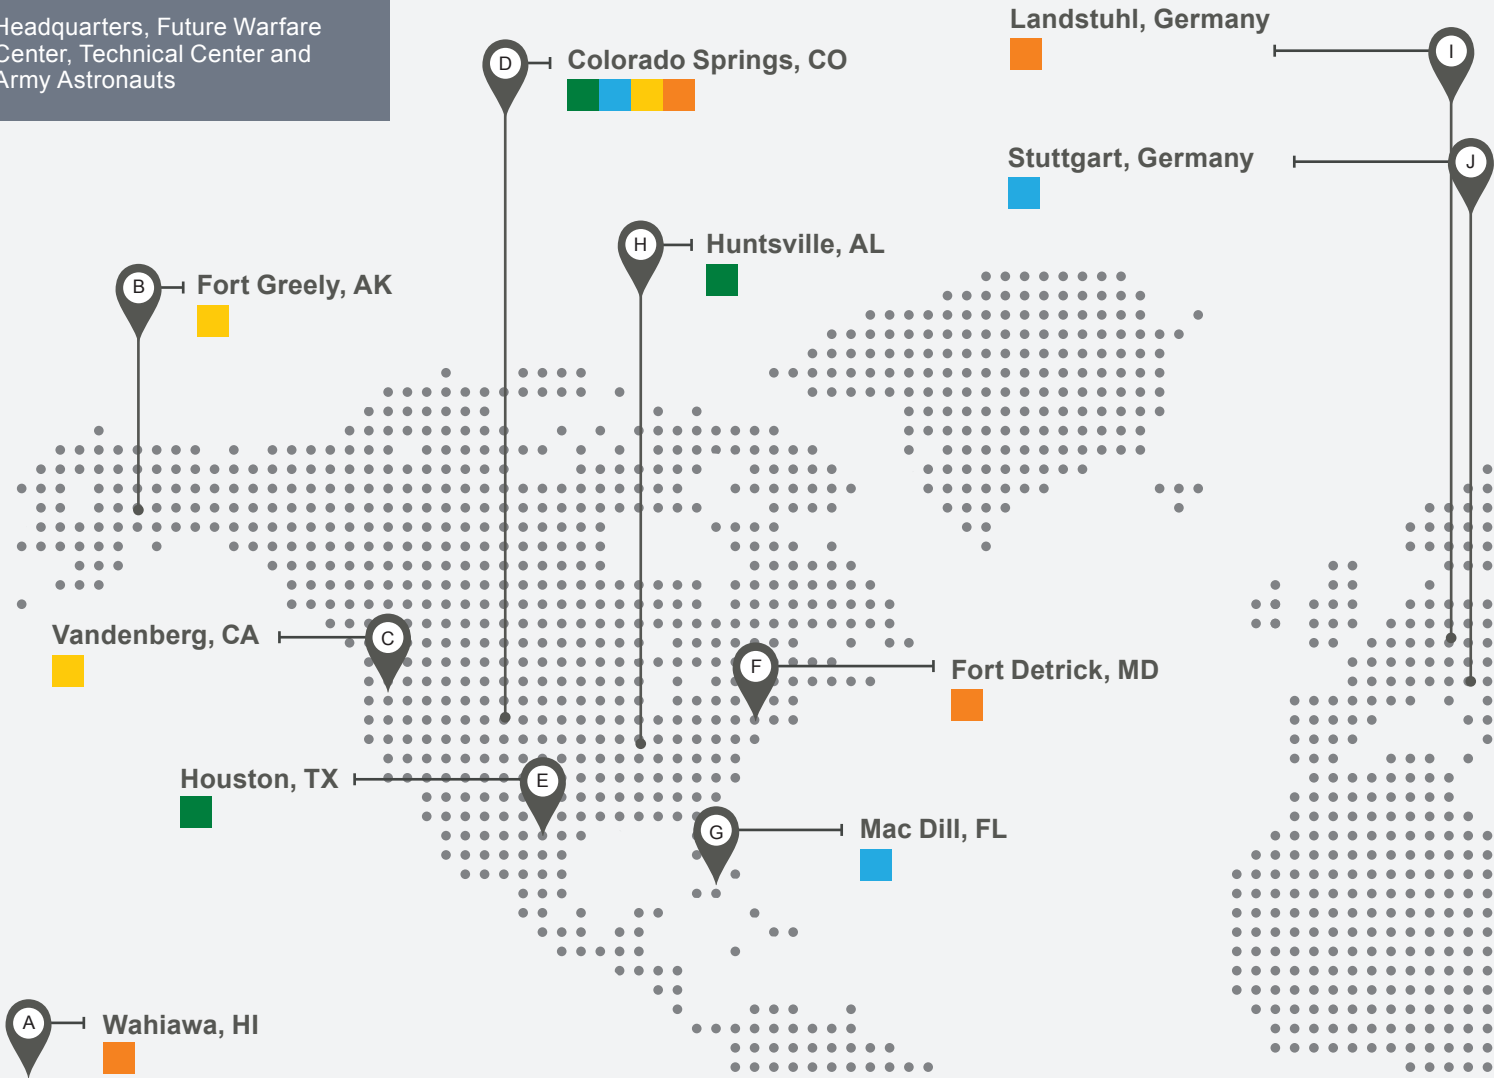 Headquarters, Future Warfare
Center, Technical Center and
Army Astronauts
Landstuhl, Germany
I
D
Colorado Springs, CO
Stuttgart, Germany
J
H
Huntsville, AL
B
Fort Greely, AK
Vandenberg, CA
C
F
Fort Detrick, MD
Houston, TX
E
G
Mac Dill, FL
A
Wahiawa, HI